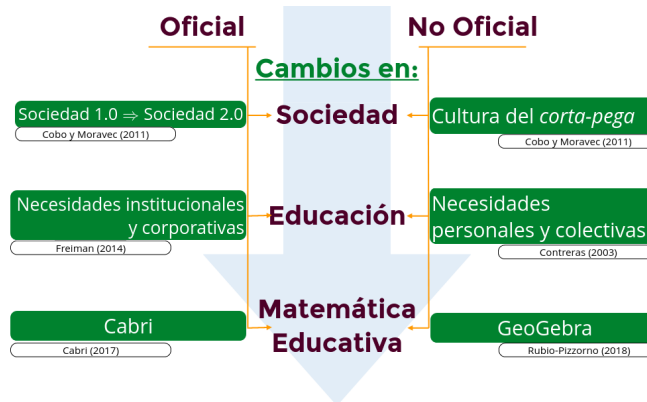 Oficial
No Oficial
Cambios en:
Sociedad 1.0 ⇒ Sociedad 2.0
Cobo y Moravec (2011)
Sociedad
Cultura del corta-pega
Cobo y Moravec (2011)
Necesidades institucionales
y corporativas
Freiman (2014)
Educación
Necesidades
personales y colectivas
Contreras (2003)
Cabri
Cabri (2017)
Matemática
Educativa
GeoGebra
Rubio-Pizzorno (2018)